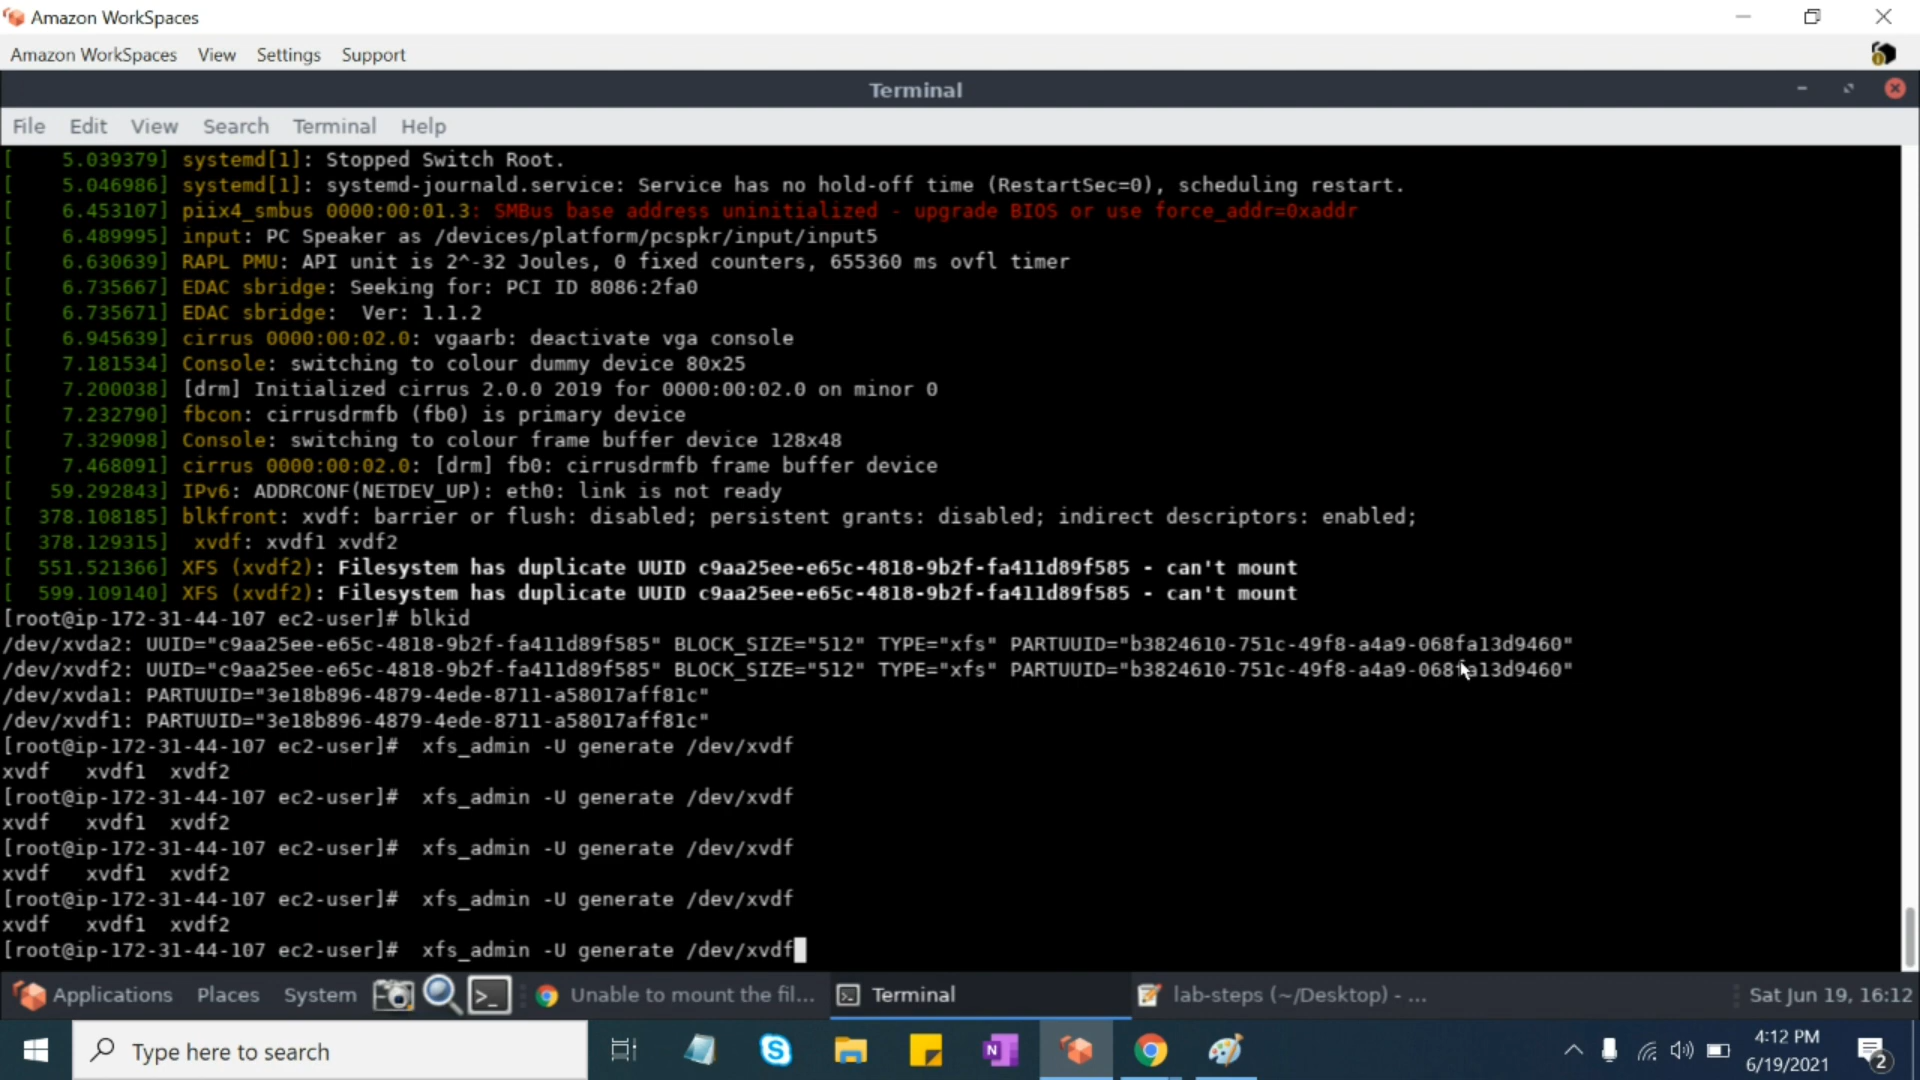 Amazon WorkSpaces
Amazon WorkSpaces View Settings Support
Terminal
File Edit View Search Terminal Help
[    5.039379] systemd[1]: Stopped Switch Root.
[    5.046986] systemd[1]: systemd-journald.service: Service has no hold-off time (RestartSec=0), scheduling restart.
[    6.453107] piix4_smbus 0000:00:01.3: SMBus base address uninitialized - upgrade BIOS or use force_addr=0xaddr
[    6.489995] input: PC Speaker as /devices/platform/pcspkr/input/input5
[    6.630639] RAPL PMU: API unit is 2^-32 Joules, 0 fixed counters, 655360 ms ovfl timer
[    6.735667] EDAC sbridge: Seeking for: PCI ID 8086:2fa0
[    6.735671] EDAC sbridge:  Ver: 1.1.2
[    6.945639] cirrus 0000:00:02.0: vgaarb: deactivate vga console
[    7.181534] Console: switching to colour dummy device 80x25
[    7.200038] [drm] Initialized cirrus 2.0.0 2019 for 0000:00:02.0 on minor 0
[    7.232790] fbcon: cirrusdrmfb (fb0) is primary device
[    7.329098] Console: switching to colour frame buffer device 128x48
[    7.468091] cirrus 0000:00:02.0: [drm] fb0: cirrusdrmfb frame buffer device
[   59.292843] IPv6: ADDRCONF(NETDEV_UP): eth0: link is not ready
[  378.108185] blkfront: xvdf: barrier or flush: disabled; persistent grants: disabled; indirect descriptors: enabled;
[  378.129315]  xvdf: xvdf1 xvdf2
[  551.521366] XFS (xvdf2): Filesystem has duplicate UUID c9aa25ee-e65c-4818-9b2f-fa411d89f585 - can't mount
[  599.109140] XFS (xvdf2): Filesystem has duplicate UUID c9aa25ee-e65c-4818-9b2f-fa411d89f585 - can't mount
[root@ip-172-31-44-107 ec2-user]# blkid
/dev/xvda2: UUID="c9aa25ee-e65c-4818-9b2f-fa411d89f585" BLOCK_SIZE="512" TYPE="xfs" PARTUUID="b3824610-751c-49f8-a4a9-068fa13d9460"
/dev/xvdf2: UUID="c9aa25ee-e65c-4818-9b2f-fa411d89f585" BLOCK_SIZE="512" TYPE="xfs" PARTUUID="b3824610-751c-49f8-a4a9-068fa13d9460"
/dev/xvda1: PARTUUID="3e18b896-4879-4ede-8711-a58017aff81c"
/dev/xvdf1: PARTUUID="3e18b896-4879-4ede-8711-a58017aff81c"
[root@ip-172-31-44-107 ec2-user]#  xfs_admin -U generate /dev/xvdf
xvdf   xvdf1  xvdf2
[root@ip-172-31-44-107 ec2-user]#  xfs_admin -U generate /dev/xvdf
xvdf   xvdf1  xvdf2
[root@ip-172-31-44-107 ec2-user]#  xfs_admin -U generate /dev/xvdf
xvdf   xvdf1  xvdf2
[root@ip-172-31-44-107 ec2-user]#  xfs_admin -U generate /dev/xvdf
xvdf   xvdf1  xvdf2
[root@ip-172-31-44-107 ec2-user]#  xfs_admin -U generate /dev/xvdf
Applications Places System Unable to mount the fil... Terminal lab-steps (~/Desktop) - ... Sat Jun 19, 16:12
Type here to search
4:12 PM
6/19/2021
2